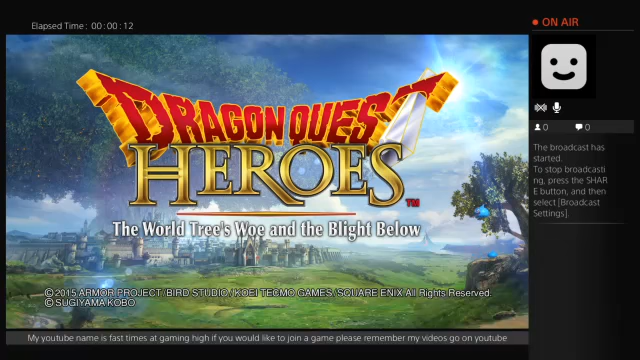 Elapsed Time : 00:00:12
ON AIR
DRAGON QUEST
HEROES
TM
The World Tree's Woe and the Blight Below
© 2015 ARMOR PROJECT/BIRD STUDIO/KOEI TECMO GAMES/SQUARE ENIX All Rights Reserved.
© SUGIYAMA KOBO
0
0
The broadcast has
started.
To stop broadcasti
ng, press the SHAR
E button, and then
select [Broadcast
Settings].
My youtube name is fast times at gaming high if you would like to join a game please remember my videos go on youtube